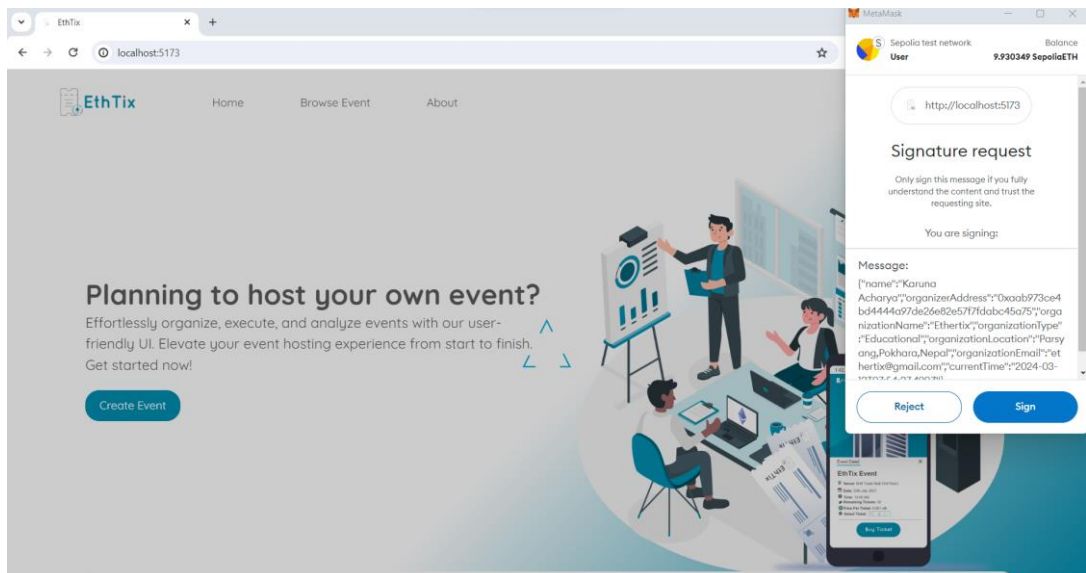 EthTix
localhost:5173
EthTix
Home
Browse Event
About
Planning to host your own event?
Effortlessly organize, execute, and analyze events with our user-
friendly UI. Elevate your event hosting experience from start to finish.
Get started now!
Create Event
MetaMask
S
Sepolia test network
Balance
User
9.930349 SepoliaETH
http://localhost:5173
Signature request
Only sign this message if you fully
understand the content and trust the
requesting site.
You are signing:
Message:
{"name":"Karuna
Acharya","organizerAddress":"0xaab973ce4
bd4444a97de26e82e57f7fdabc45a75","orga
nizationName":"Ethertix","organizationType"
:"Educational","organizationLocation":"Parsy
ang,Pokhara,Nepal","organizationEmail":"et
hertix@gmail.com","currentTime":"2024-03-
Reject
Sign
EthTix
EthTix
EthTix Event
Buy Ticket